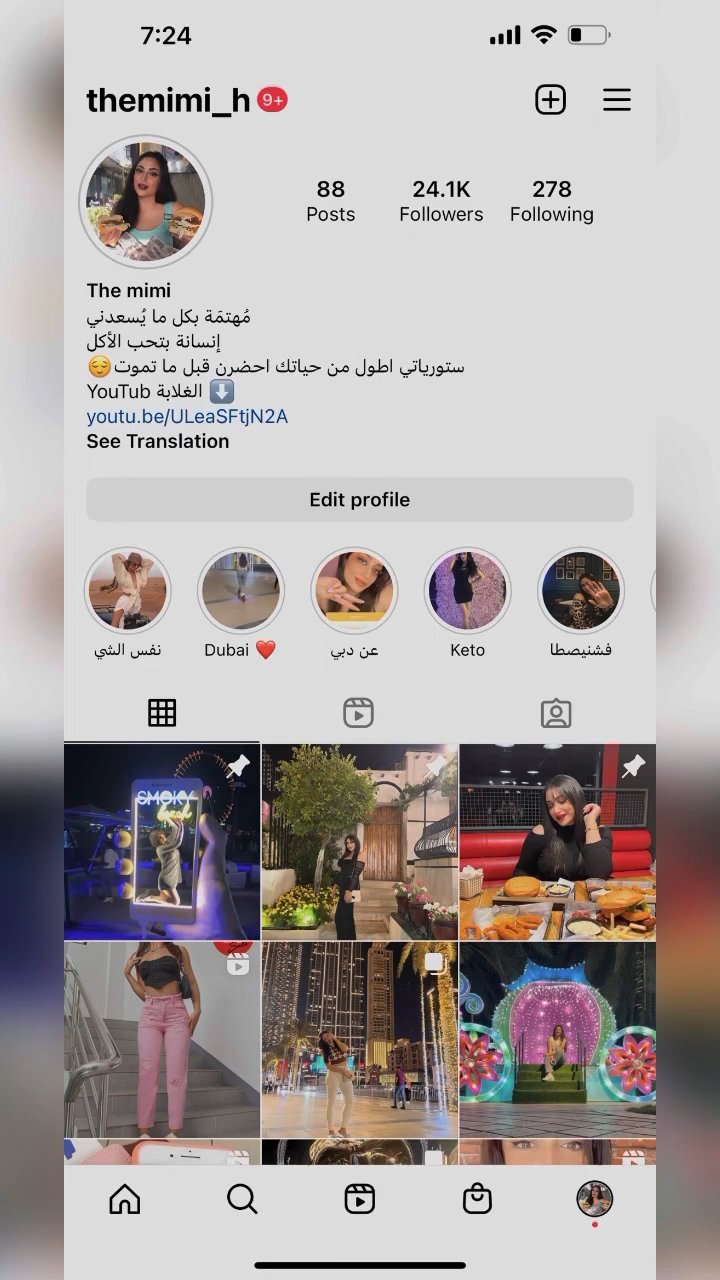 7:24
themimi_h 9+
88 24.1K 278
Posts Followers Following
The mimi
مُهتمَة بكل ما يُسعدني
إنسانة بتحب الأكل
ستورياتي اطول من حياتك احضرن قبل ما تموت😌
YouTub الغلابة ⬇️
youtu.be/ULeaSFtjN2A
See Translation
Edit profile
نفس الشي Dubai ❤️ عن دبي Keto فشنيصطا
SMOKY
beach